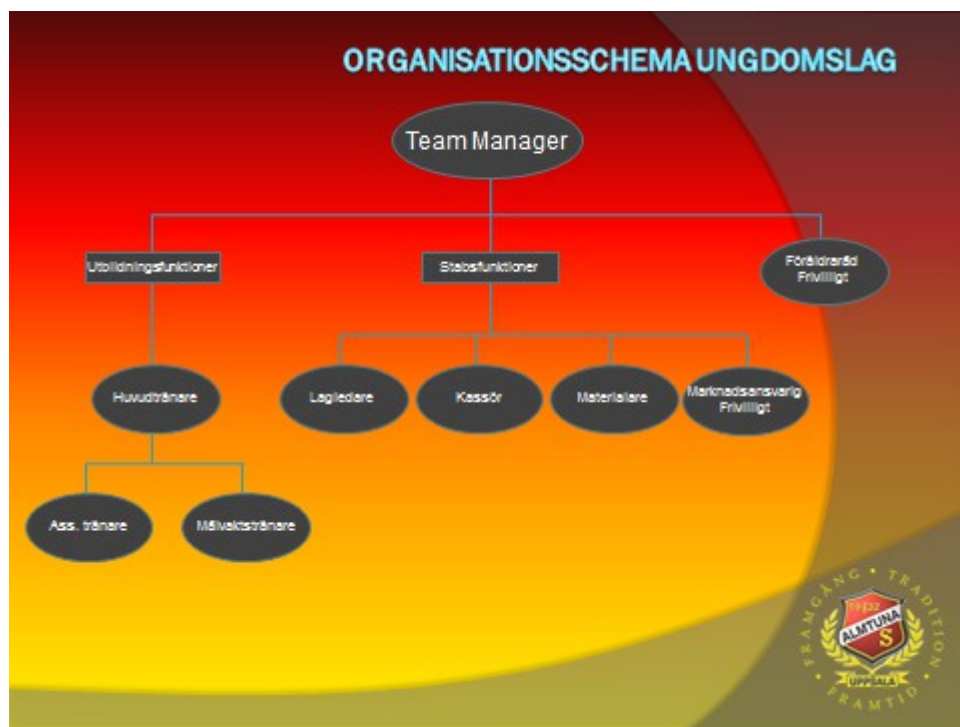 ORGANISATIONSSCHEMA UNGDOMSLAG
Team Manager
Utbildningsfunktioner
Stabsfunktioner
Föräldraråd
Frivilligt
Huvudtränare
Lagledare
Kassör
Materialare
Marknadsansvarig
Frivilligt
Ass. tränare
Målvaktstränare
FRAMGÅNG • TRADITION • FRAMTID •
1932
ALMTUNA
S
UPPSALA